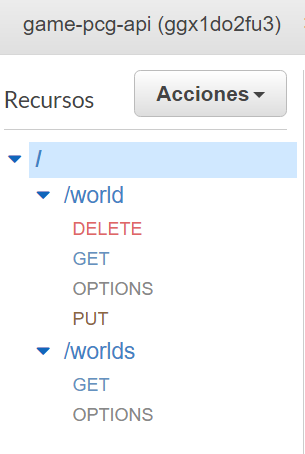 game-pcg-api (ggx1do2fu3)
Recursos Acciones
/
/world
DELETE
GET
OPTIONS
PUT
/worlds
GET
OPTIONS